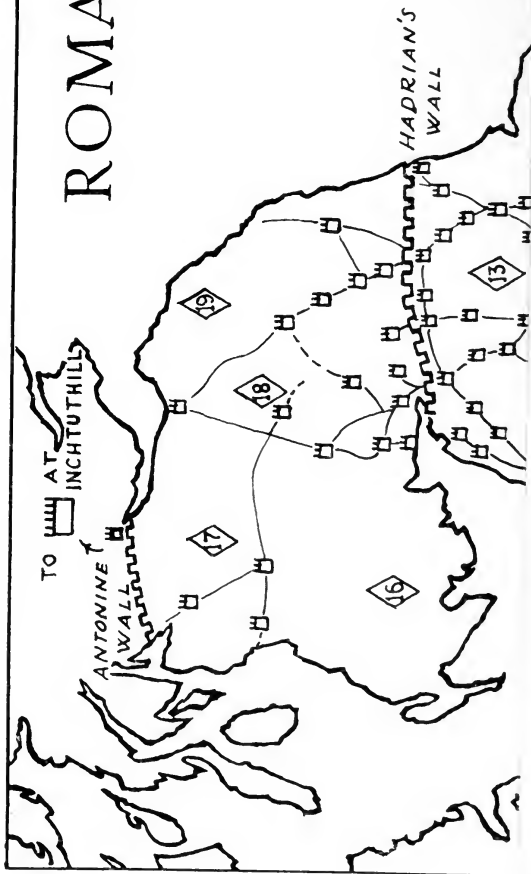 ROMA
TO AT
INCHTUTHILL
ANTONINE
WALL
19
18
17
16
HADRIAN'S
WALL
13